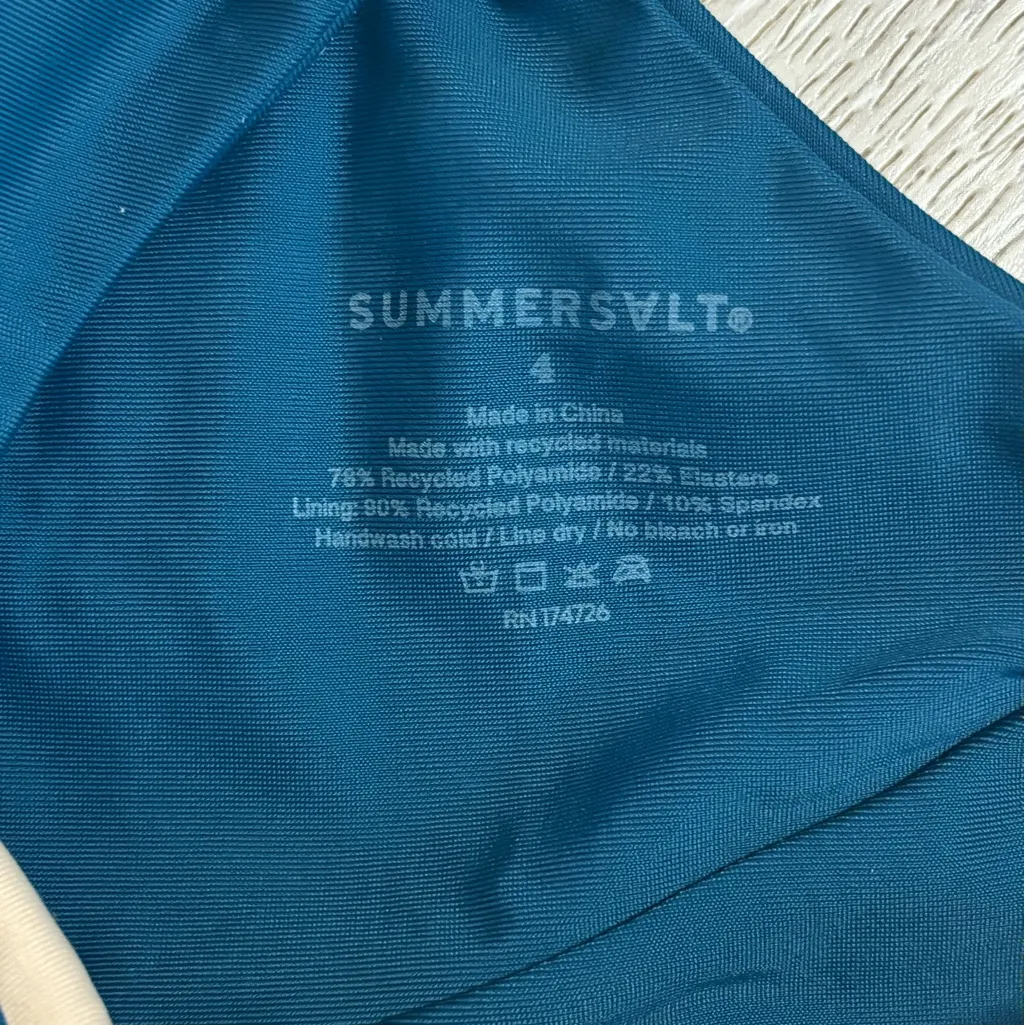 SUMMERSALT®
4
Made in China
Made with recycled materials
78% Recycled Polyamide / 22% Elastane
Lining: 90% Recycled Polyamide / 10% Spandex
Handwash cold / Line dry / No bleach or iron
RN 174726